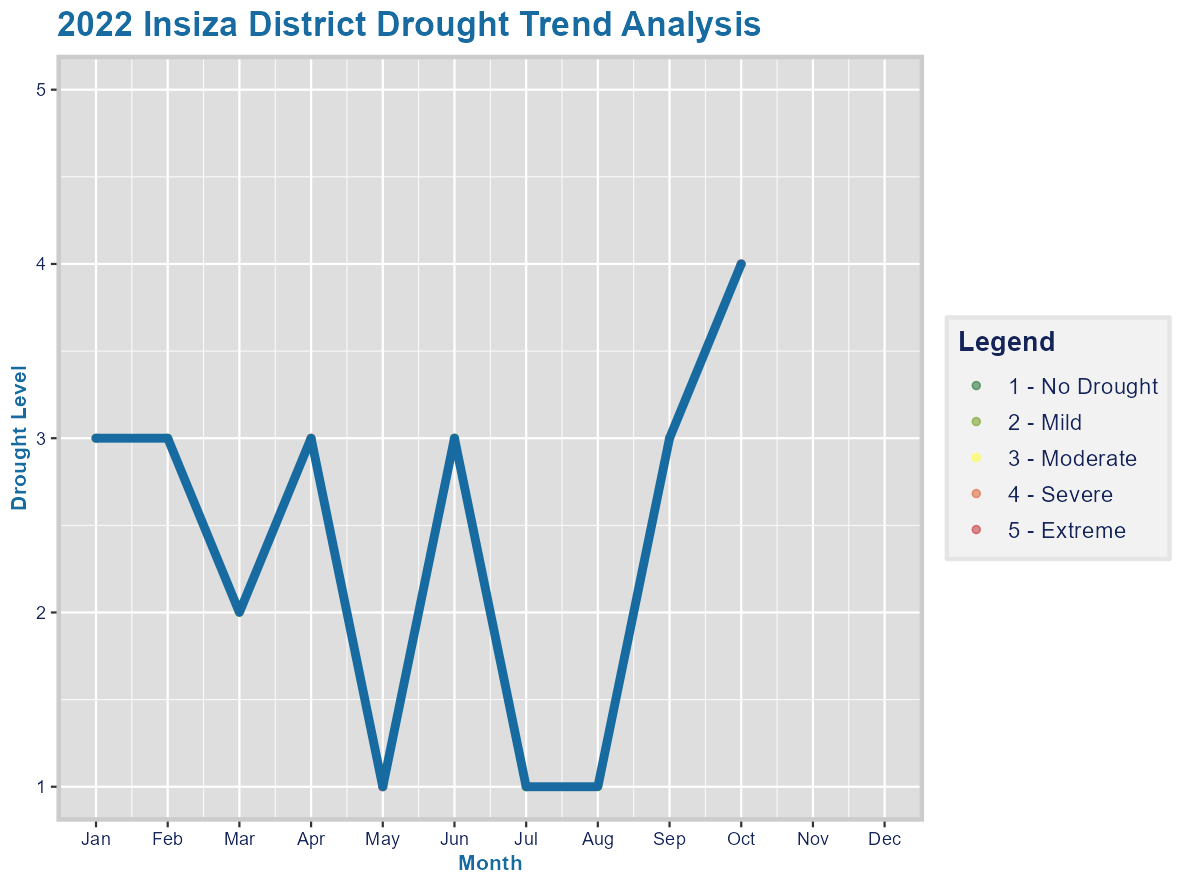 2022 Insiza District Drought Trend Analysis
Drought Level
5
4
3
2
1
Jan Feb Mar Apr May Jun Jul Aug Sep Oct Nov Dec
Month
Legend
1 - No Drought
2 - Mild
3 - Moderate
4 - Severe
5 - Extreme